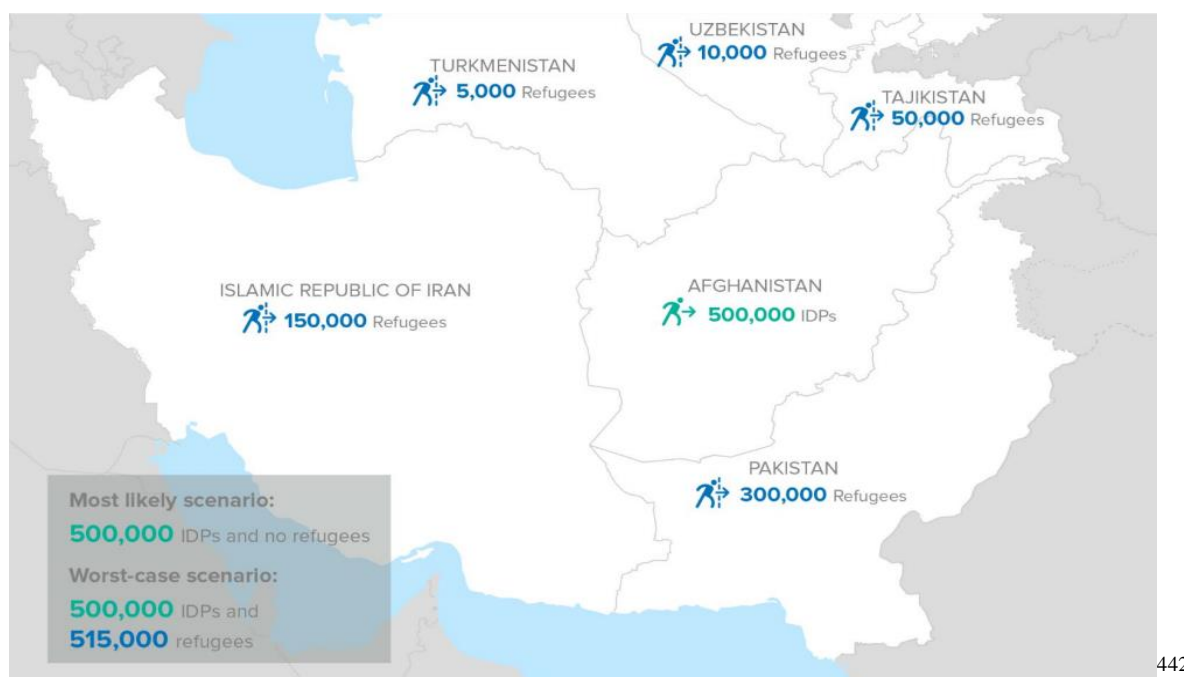 UZBEKISTAN
10,000 Refugees
TURKMENISTAN
5,000 Refugees
TAJIKISTAN
50,000 Refugees
ISLAMIC REPUBLIC OF IRAN
150,000 Refugees
AFGHANISTAN
500,000 IDPs
PAKISTAN
300,000 Refugees
Most likely scenario:
500,000 IDPs and no refugees
Worst-case scenario:
500,000 IDPs and
515,000 refugees
442